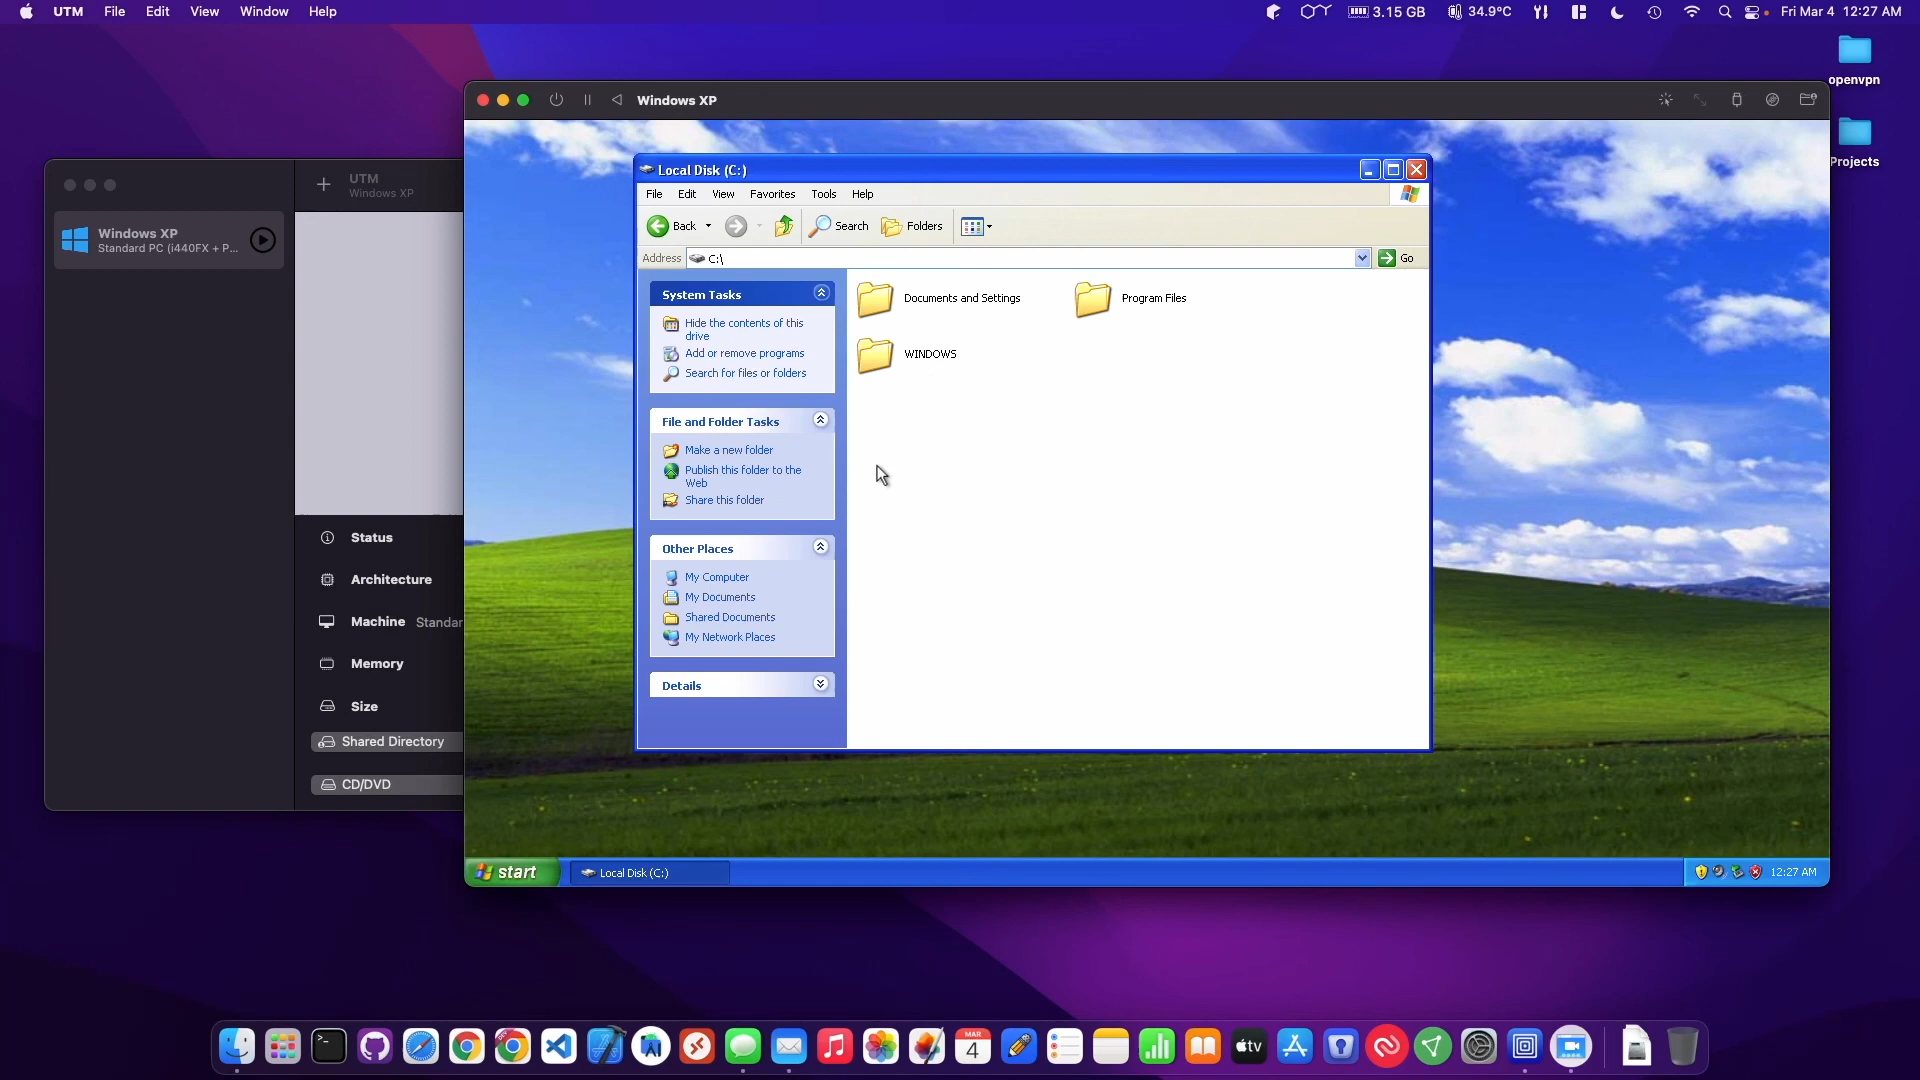 UTM File Edit View Window Help
3.15 GB 34.9°C Fri Mar 4 12:27 AM
openvpn
Projects
Windows XP
UTM
Windows XP
Windows XP
Standard PC (i440FX + P...
Status
Architecture
Machine Standar
Memory
Size
Shared Directory
CD/DVD
Local Disk (C:)
File Edit View Favorites Tools Help
Back Search Folders
Address C:\ Go
System Tasks
Hide the contents of this
drive
Add or remove programs
Search for files or folders
File and Folder Tasks
Make a new folder
Publish this folder to the
Web
Share this folder
Other Places
My Computer
My Documents
Shared Documents
My Network Places
Details
Documents and Settings Program Files
WINDOWS
start Local Disk (C:) 12:27 AM
MAR
4
tv